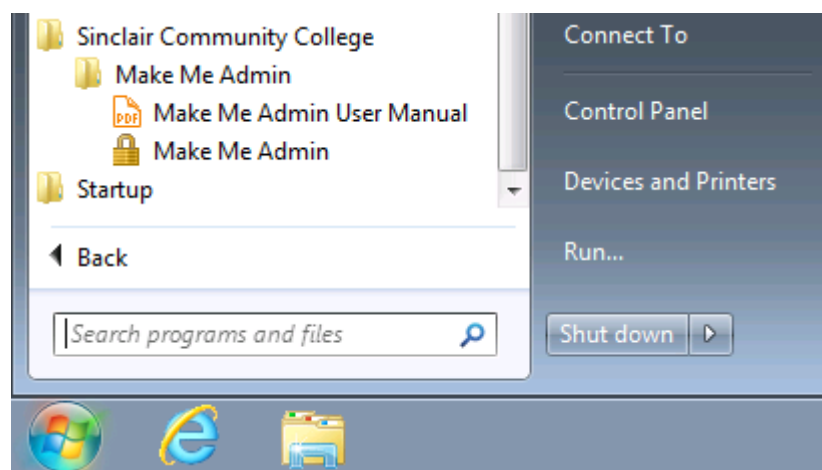 Sinclair Community College
Make Me Admin
PDF Make Me Admin User Manual
Make Me Admin
Startup
Back
Search programs and files
Connect To
Control Panel
Devices and Printers
Run...
Shut down